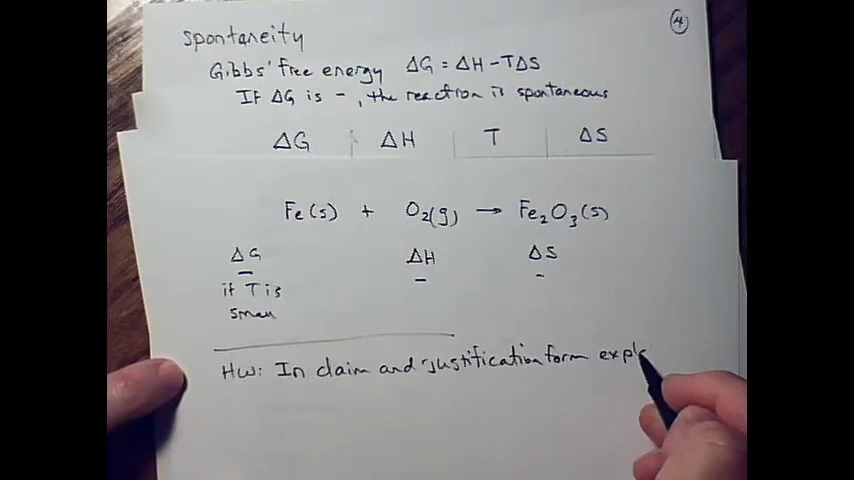 4
Spontaneity
Gibbs' free energy ΔG = ΔH - TΔS
If ΔG is -, the reaction is spontaneous
ΔG ΔH T ΔS
Fe(s) + O₂(g) → Fe₂O₃(s)
ΔG ΔH ΔS
- - -
if T is
small
HW: In claim and justification form expl